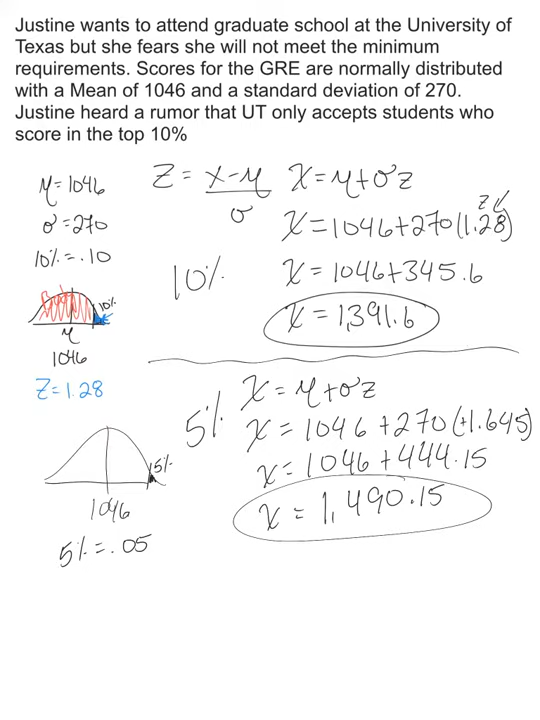 Justine wants to attend graduate school at the University of
Texas but she fears she will not meet the minimum
requirements. Scores for the GRE are normally distributed
with a Mean of 1046 and a standard deviation of 270.
Justine heard a rumor that UT only accepts students who
score in the top 10%
μ = 1046
σ = 270
10% = .10
10%
μ
1046
Z = 1.28
Z = x - μ / σ
10%
X = μ + σz
Z
X = 1046 + 270 (1.28)
X = 1046 + 345.6
X = 1,391.6
5%
1046
5% = .05
5%
X = μ + σz
X = 1046 + 270 (+1.645)
X = 1046 + 444.15
X = 1,490.15